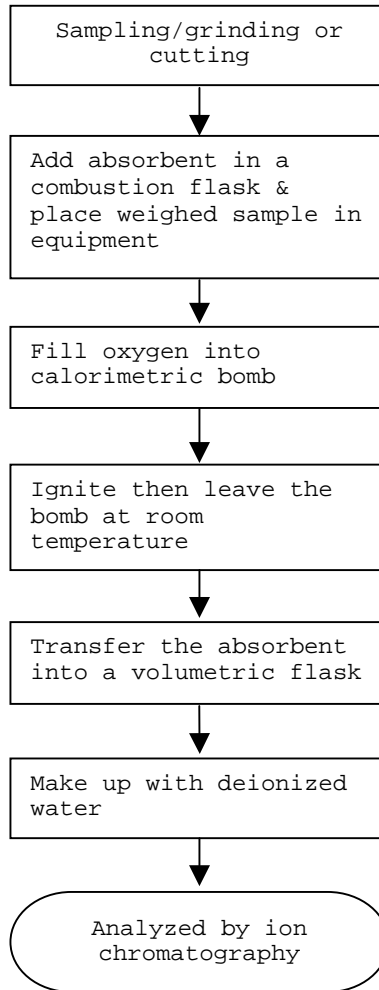 Sampling/grinding or
cutting
Add absorbent in a
combustion flask &
place weighed sample in
equipment
Fill oxygen into
calorimetric bomb
Ignite then leave the
bomb at room
temperature
Transfer the absorbent
into a volumetric flask
Make up with deionized
water
Analyzed by ion
chromatography